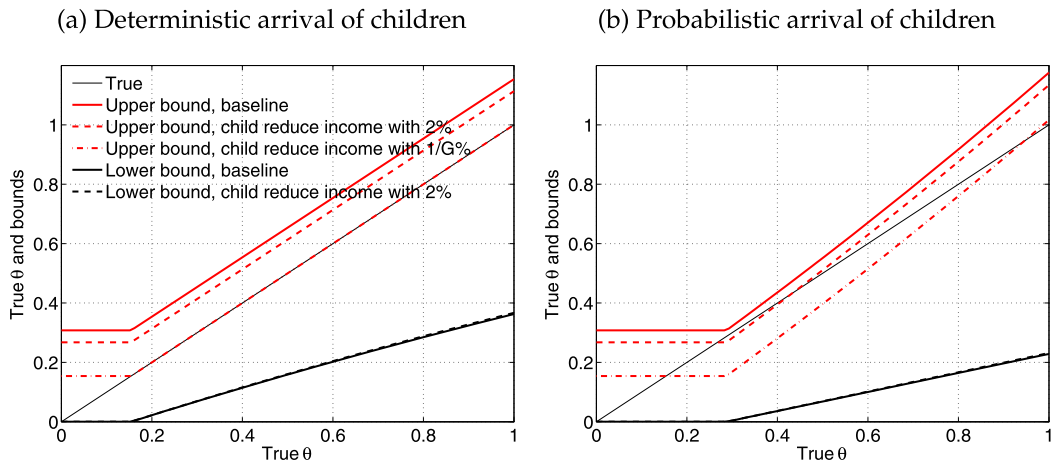 (a) Deterministic arrival of children
(b) Probabilistic arrival of children
True
Upper bound, baseline
Upper bound, child reduce income with 2%
Upper bound, child reduce income with 1/G%
Lower bound, baseline
Lower bound, child reduce income with 2%
True θ and bounds
1
0.8
0.6
0.4
0.2
0
0
0.2
0.4
0.6
0.8
1
True θ
True θ and bounds
1
0.8
0.6
0.4
0.2
0
0
0.2
0.4
0.6
0.8
1
True θ